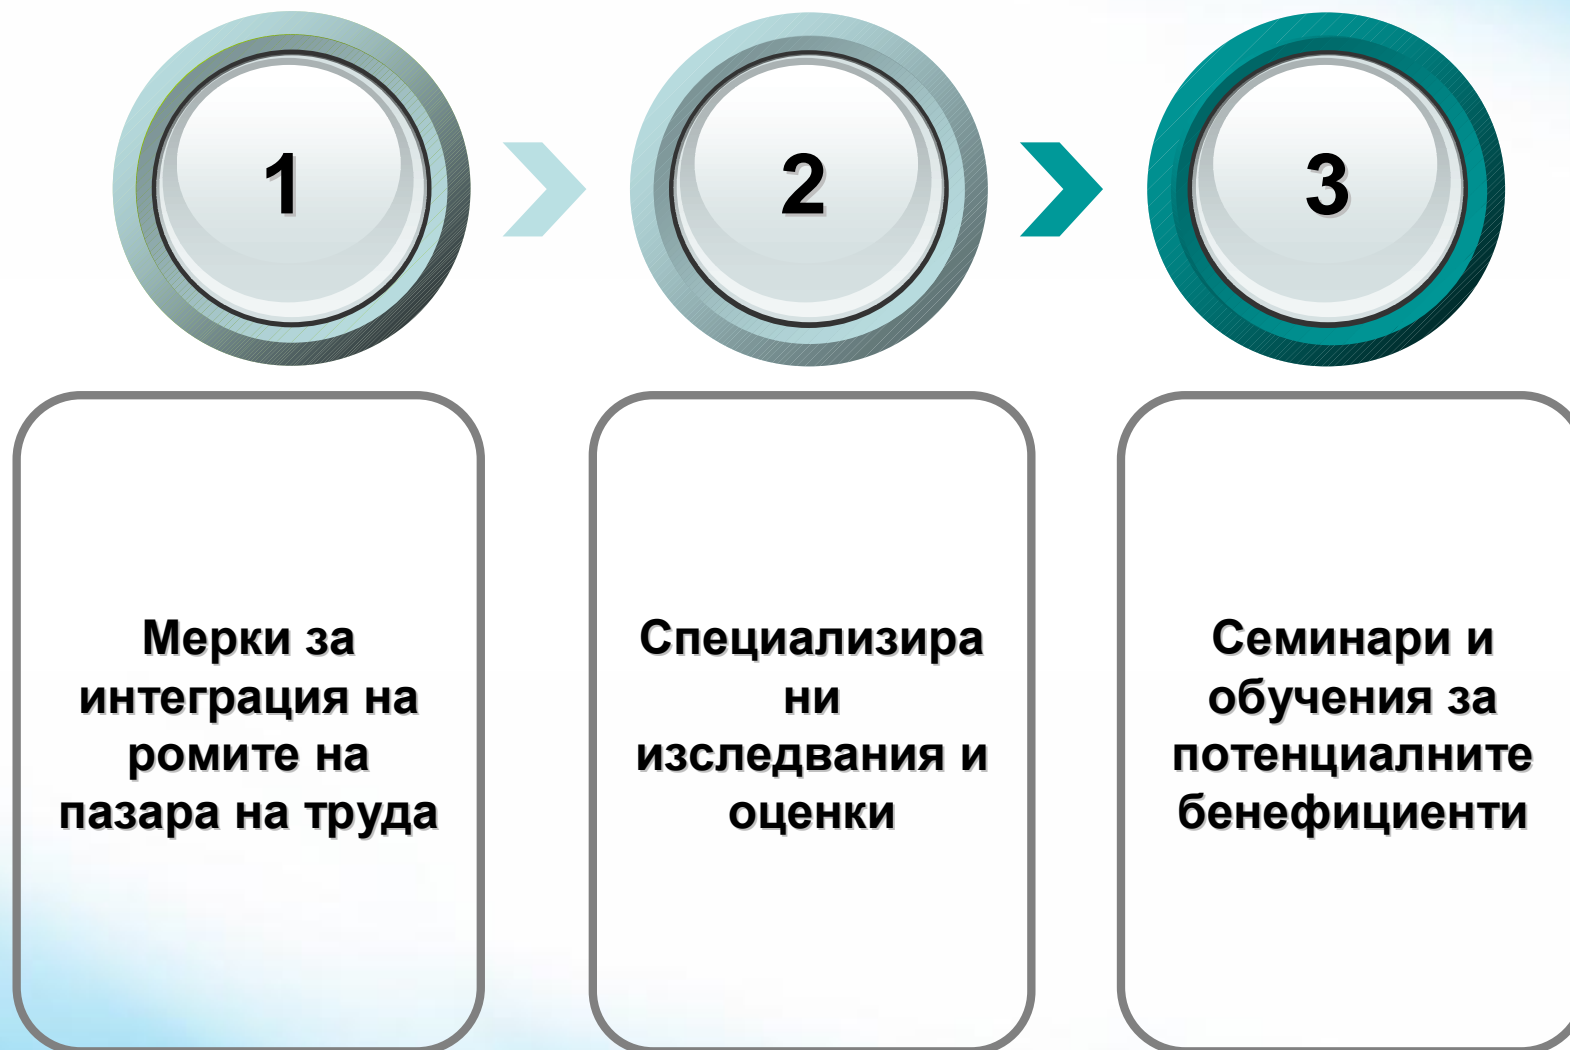 1
2
3
Мерки за
интеграция на
ромите на
пазара на труда
Специализира
ни
изследвания и
оценки
Семинари и
обучения за
потенциалните
бенефициенти